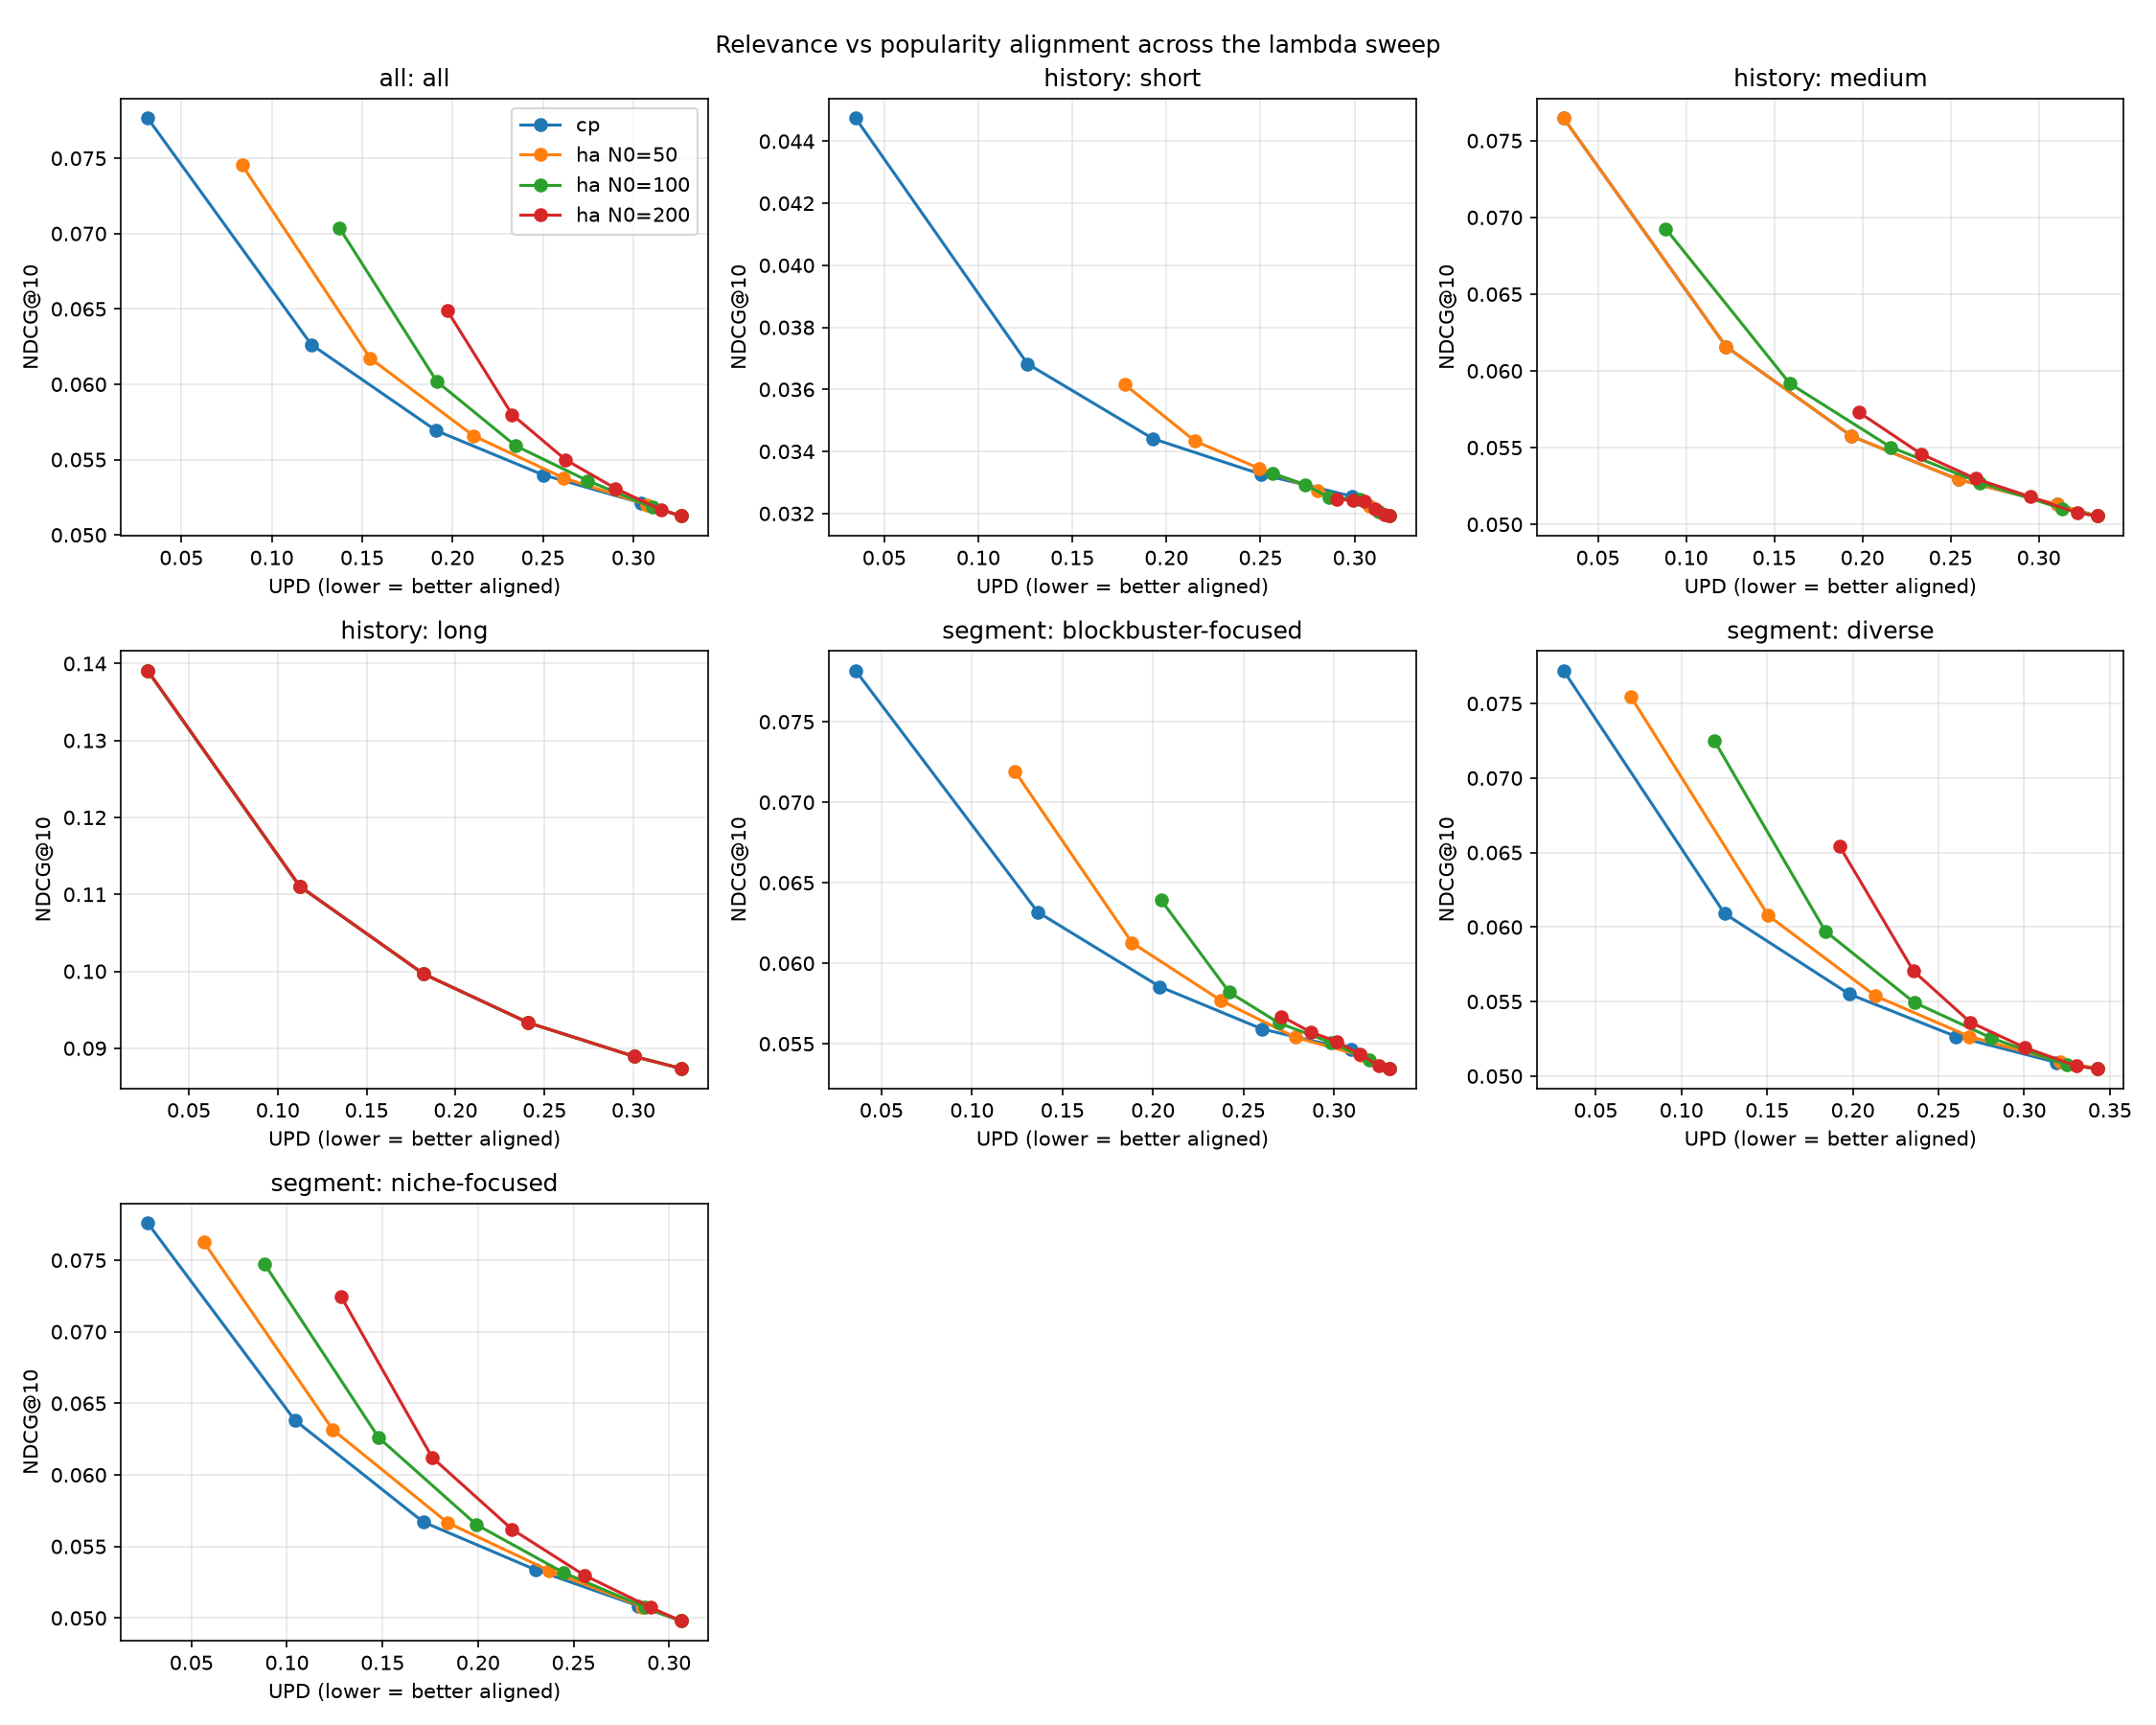 Relevance vs popularity alignment across the lambda sweep
all: all
NDCG@10
0.075
0.070
0.065
0.060
0.055
0.050
cp
ha N0=50
ha N0=100
ha N0=200
0.05 0.10 0.15 0.20 0.25 0.30
UPD (lower = better aligned)
history: short
NDCG@10
0.044
0.042
0.040
0.038
0.036
0.034
0.032
0.05 0.10 0.15 0.20 0.25 0.30
UPD (lower = better aligned)
history: medium
NDCG@10
0.075
0.070
0.065
0.060
0.055
0.050
0.05 0.10 0.15 0.20 0.25 0.30
UPD (lower = better aligned)
history: long
NDCG@10
0.14
0.13
0.12
0.11
0.10
0.09
0.05 0.10 0.15 0.20 0.25 0.30
UPD (lower = better aligned)
segment: blockbuster-focused
NDCG@10
0.075
0.070
0.065
0.060
0.055
0.05 0.10 0.15 0.20 0.25 0.30
UPD (lower = better aligned)
segment: diverse
NDCG@10
0.075
0.070
0.065
0.060
0.055
0.050
0.05 0.10 0.15 0.20 0.25 0.30 0.35
UPD (lower = better aligned)
segment: niche-focused
NDCG@10
0.075
0.070
0.065
0.060
0.055
0.050
0.05 0.10 0.15 0.20 0.25 0.30
UPD (lower = better aligned)